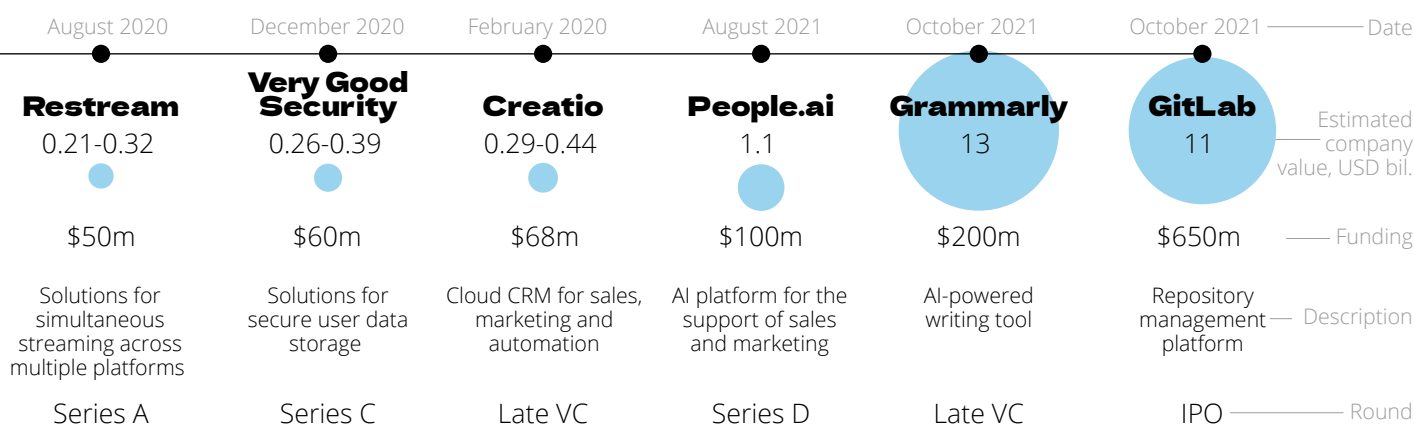 August 2020
December 2020
February 2020
August 2021
October 2021
October 2021
Date
Restream
Very Good
Security
Creatio
People.ai
Grammarly
GitLab
0.21-0.32
0.26-0.39
0.29-0.44
1.1
13
11
Estimated
company
value, USD bil.
$50m
$60m
$68m
$100m
$200m
$650m
Funding
Solutions for
simultaneous
streaming across
multiple platforms
Solutions for
secure user data
storage
Cloud CRM for sales,
marketing and
automation
AI platform for the
support of sales
and marketing
AI-powered
writing tool
Repository
management
platform
Description
Series A
Series C
Late VC
Series D
Late VC
IPO
Round